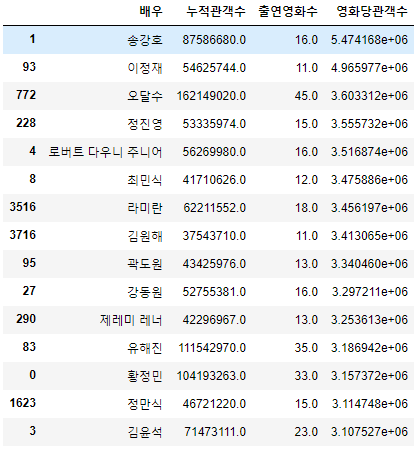 배우 누적관객수 출연영화수 영화당관객수
1 송강호 87586680.0 16.0 5.474168e+06
93 이정재 54625744.0 11.0 4.965977e+06
772 오달수 162149020.0 45.0 3.603312e+06
228 정진영 53335974.0 15.0 3.555732e+06
4 로버트 다우니 주니어 56269980.0 16.0 3.516874e+06
8 최민식 41710626.0 12.0 3.475886e+06
3516 라미란 62211552.0 18.0 3.456197e+06
3716 김원해 37543710.0 11.0 3.413065e+06
95 곽도원 43425976.0 13.0 3.340460e+06
27 강동원 52755381.0 16.0 3.297211e+06
290 제레미 레너 42296967.0 13.0 3.253613e+06
83 유해진 111542970.0 35.0 3.186942e+06
0 황정민 104193263.0 33.0 3.157372e+06
1623 정만식 46721220.0 15.0 3.114748e+06
3 김윤석 71473111.0 23.0 3.107527e+06